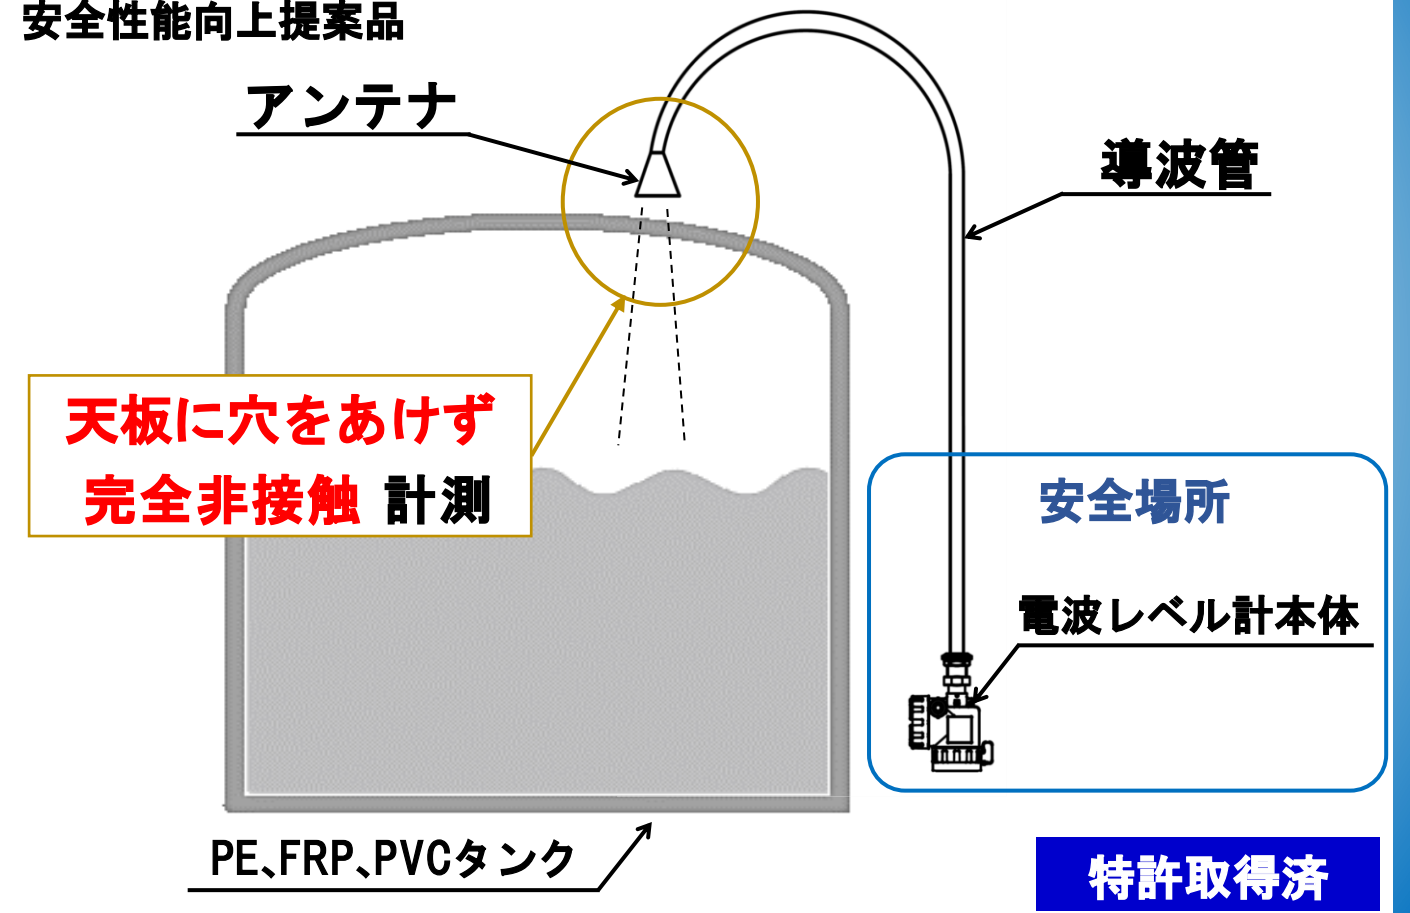 安全性能向上提案品
アンテナ
導波管
天板に穴をあけず
完全非接触 計測
安全場所
電波レベル計本体
PE､FRP､PVCタンク
特許取得済